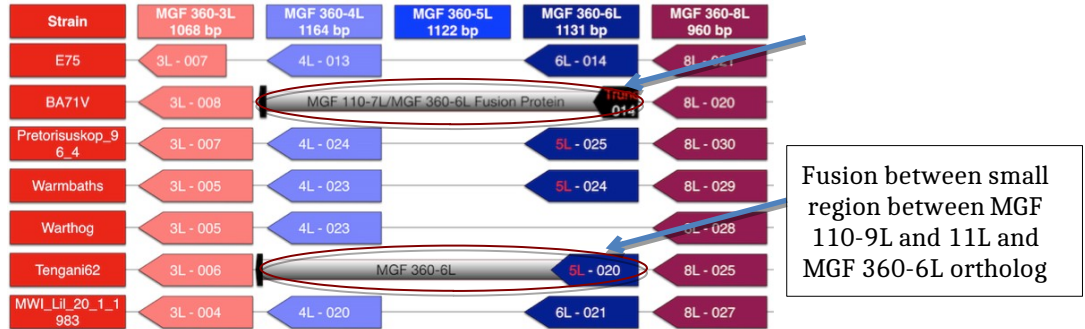 Strain MGF 360-3L MGF 360-4L MGF 360-5L MGF 360-6L MGF 360-8L
1068 bp 1164 bp 1122 bp 1131 bp 960 bp
E75 3L - 007 4L - 013 6L - 014 8L - 021
BA71V 3L - 008 MGF 110-7L/MGF 360-6L Fusion Protein Trunc 8L - 020
014
Pretorisuskop_9
6_4 3L - 007 4L - 024 5L - 025 8L - 030
Warmbaths 3L - 005 4L - 023 5L - 024 8L - 029
Warthog 3L - 005 4L - 023 - 028
Tengani62 3L - 006 MGF 360-6L 5L - 020 8L - 025
MWI_Lil_20_1_1
983 3L - 004 4L - 020 6L - 021 8L - 027
Fusion between small
region between MGF
110-9L and 11L and
MGF 360-6L ortholog